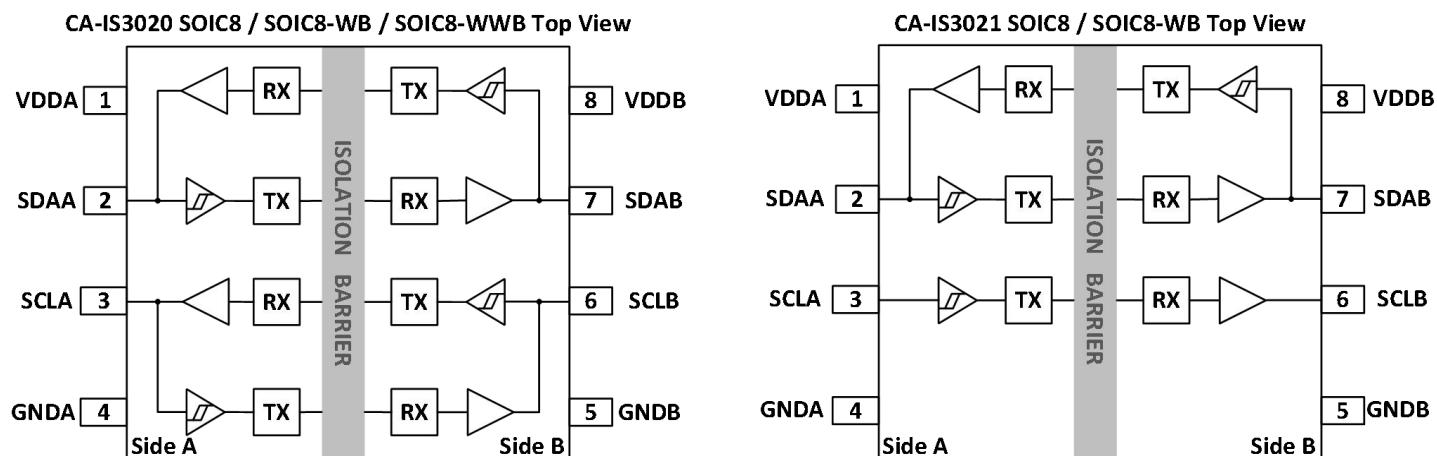 CA-IS3020 SOIC8 / SOIC8-WB / SOIC8-WWB Top View
VDDA 1 RX TX 8 VDDB
SDAA 2 TX RX 7 SDAB
SCLA 3 RX TX 6 SCLB
GNDA 4 TX RX 5 GNDB
ISOLATION BARRIER
Side A Side B
CA-IS3021 SOIC8 / SOIC8-WB Top View
VDDA 1 RX TX 8 VDDB
SDAA 2 TX RX 7 SDAB
SCLA 3 TX RX 6 SCLB
GNDA 4 5 GNDB
ISOLATION BARRIER
Side A Side B